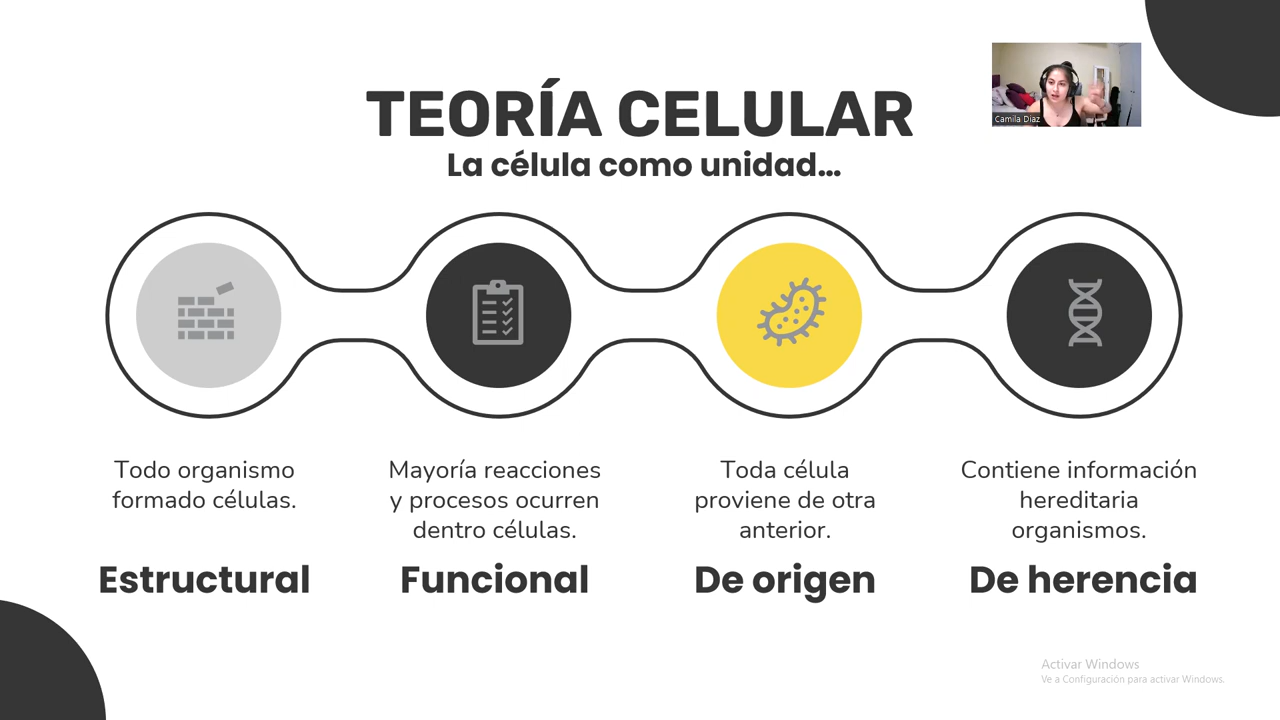 TEORÍA CELULAR
La célula como unidad...
Camila Diaz
Todo organismo
formado células.
Estructural
Mayoría reacciones
y procesos ocurren
dentro células.
Funcional
Toda célula
proviene de otra
anterior.
De origen
Contiene información
hereditaria
organismos.
De herencia
Activar Windows
Ve a Configuración para activar Windows.